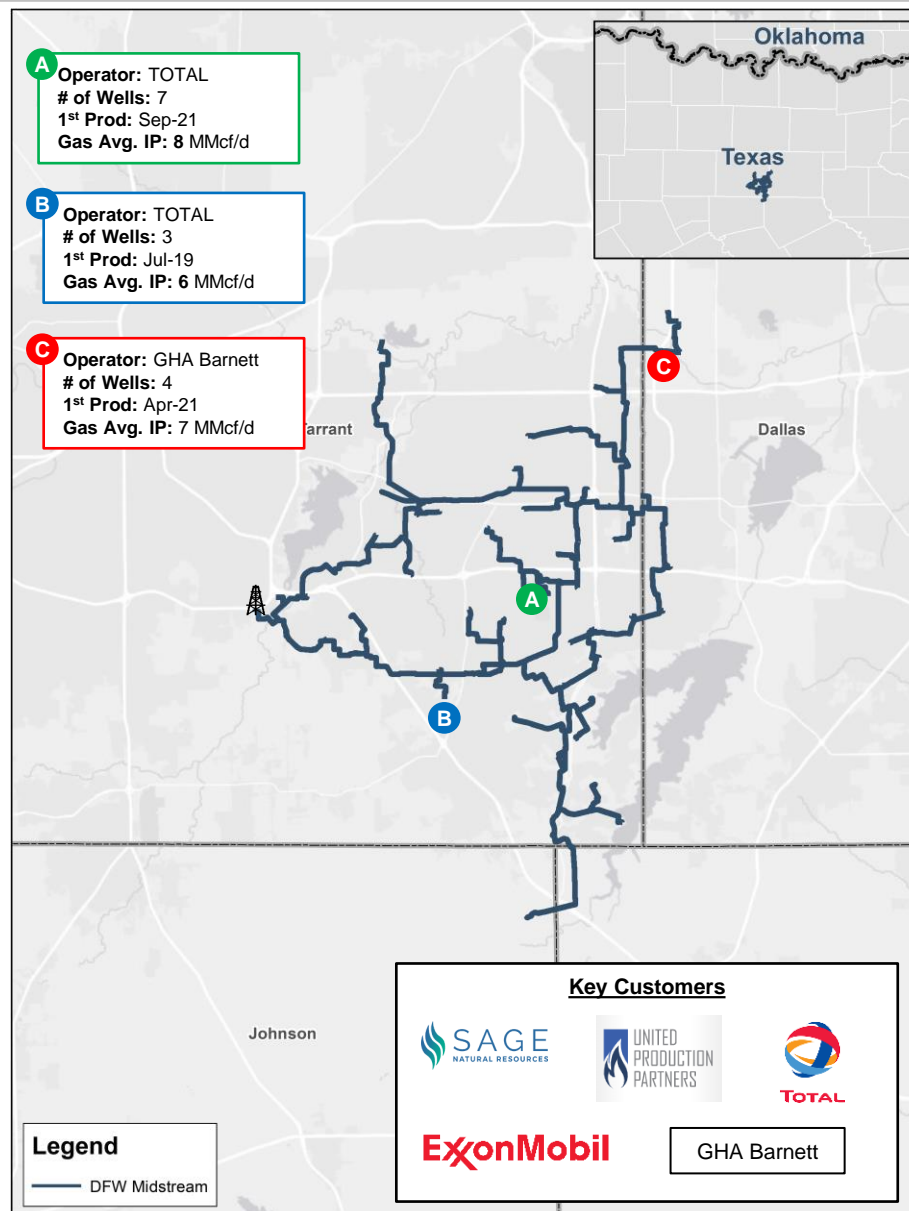 A
Operator: TOTAL
# of Wells: 7
1st Prod: Sep-21
Gas Avg. IP: 8 MMcf/d
B
Operator: TOTAL
# of Wells: 3
1st Prod: Jul-19
Gas Avg. IP: 6 MMcf/d
C
Operator: GHA Barnett
# of Wells: 4
1st Prod: Apr-21
Gas Avg. IP: 7 MMcf/d
Oklahoma
Texas
C
arrant
Dallas
A
B
Johnson
Key Customers
SAGE
NATURAL RESOURCES
UNITED
PRODUCTION
PARTNERS
TOTAL
ExxonMobil
GHA Barnett
Legend
DFW Midstream